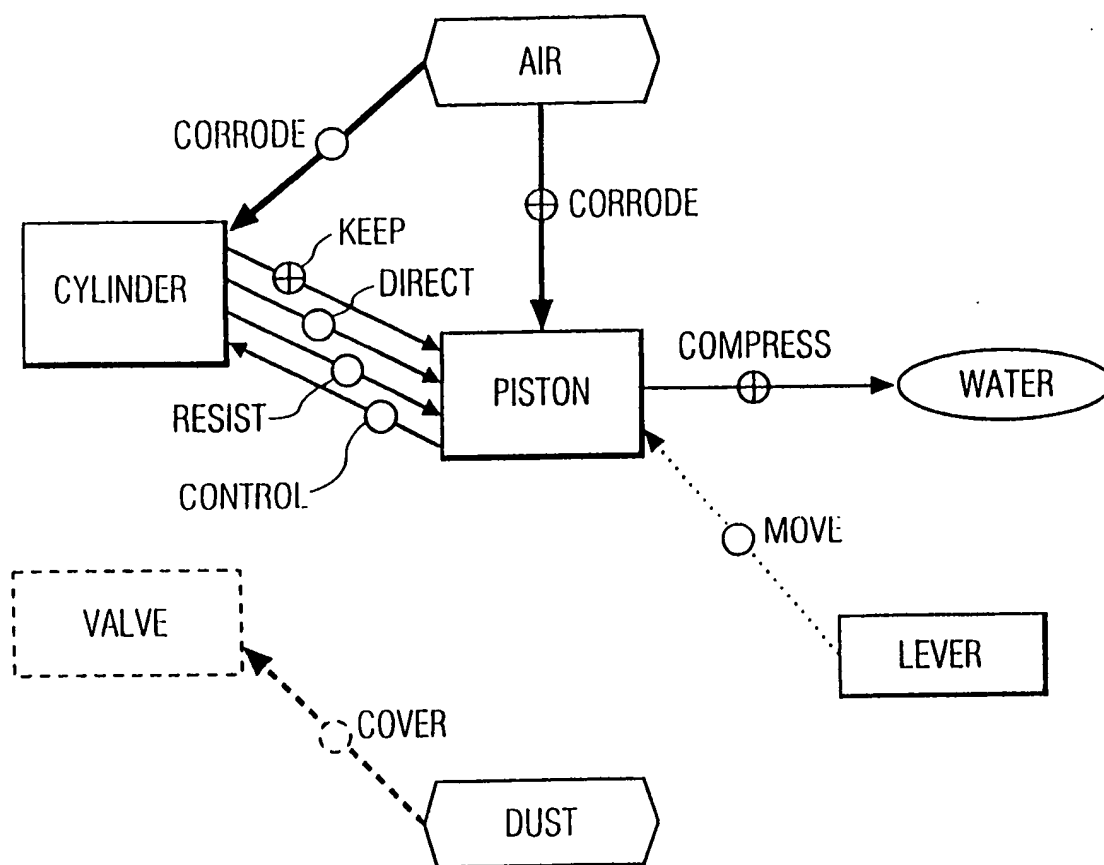 AIR
CORRODE
CORRODE
KEEP
CYLINDER
DIRECT
COMPRESS
PISTON
WATER
RESIST
CONTROL
MOVE
VALVE
LEVER
COVER
DUST